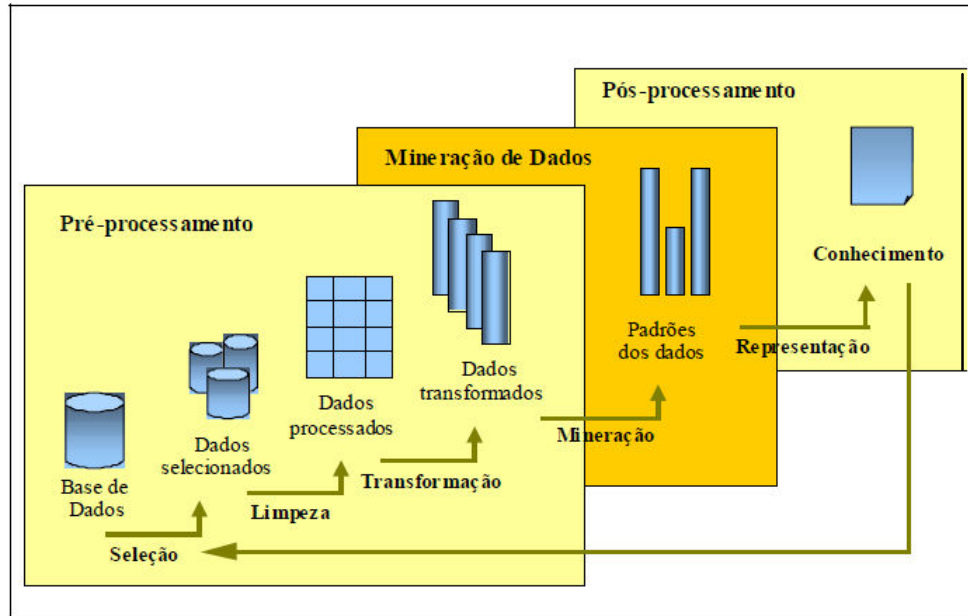 Pós-processamento
Mineração de Dados
Pré-processamento
Conhecimento
Padrões
dos dados
Representação
Dados
transformados
Mineração
Dados
processados
Transformação
Dados
selecionados
Limpeza
Base de
Dados
Seleção